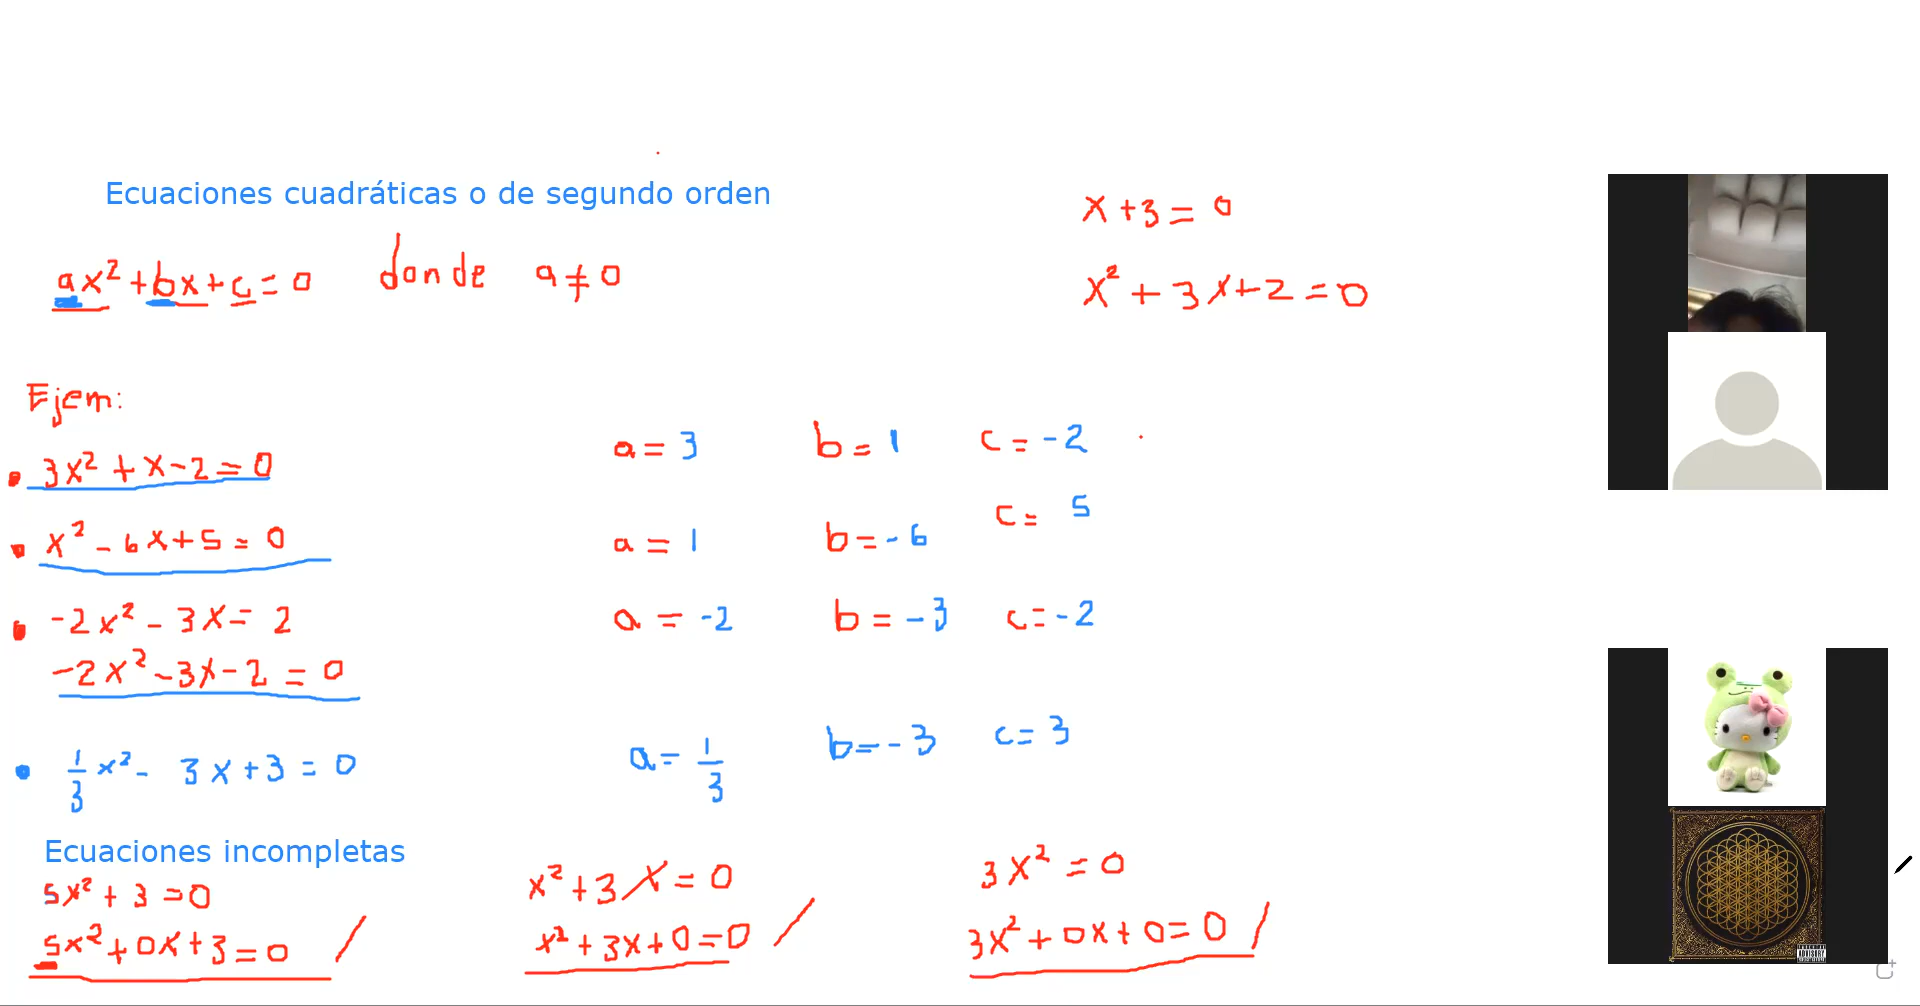 Ecuaciones cuadráticas o de segundo orden
x + 3 = 0
ax² + bx + c = 0 donde a ≠ 0
x² + 3x + 2 = 0
Ejem:
3x² + x - 2 = 0 a = 3 b = 1 c = -2
x² - 6x + 5 = 0 a = 1 b = -6 c = 5
-2x² - 3x = 2 a = -2 b = -3 c = -2
-2x² - 3x - 2 = 0
1/3 x² - 3x + 3 = 0 a = 1/3 b = -3 c = 3
Ecuaciones incompletas
5x² + 3 = 0 x² + 3x = 0 3x² = 0
5x² + 0x + 3 = 0 x² + 3x + 0 = 0 3x² + 0x + 0 = 0
ADVISORY